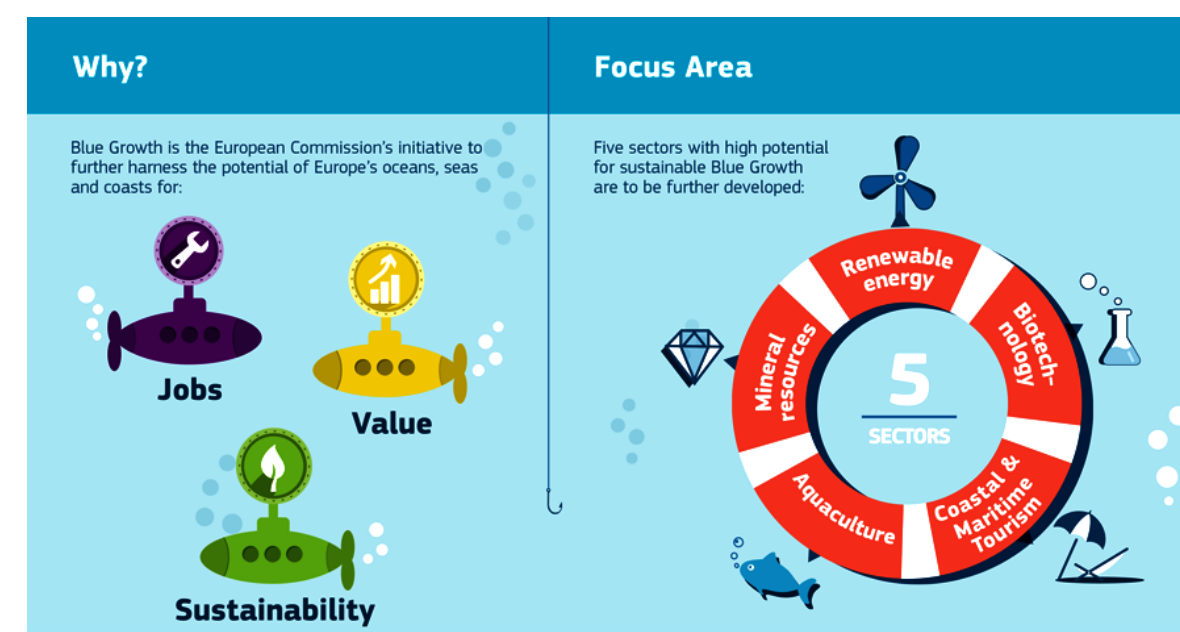 Why?
Blue Growth is the European Commission's initiative to
further harness the potential of Europe's oceans, seas
and coasts for:
Jobs
Value
Sustainability
Focus Area
Five sectors with high potential
for sustainable Blue Growth
are to be further developed:
Renewable
energy
Biotech-
nology
Coastal &
Maritime
Tourism
Aquaculture
Mineral
resources
5
SECTORS